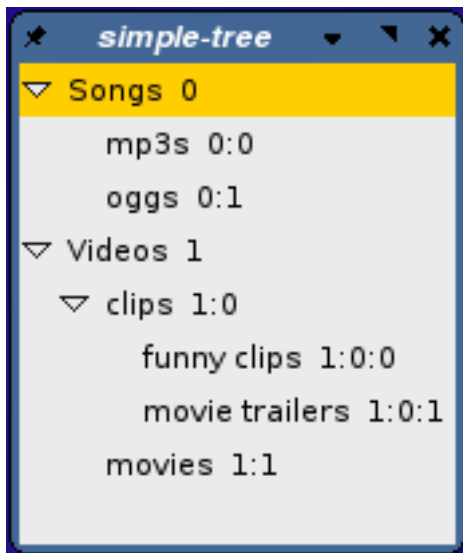 simple-tree
Songs 0
mp3s 0:0
oggs 0:1
Videos 1
clips 1:0
funny clips 1:0:0
movie trailers 1:0:1
movies 1:1